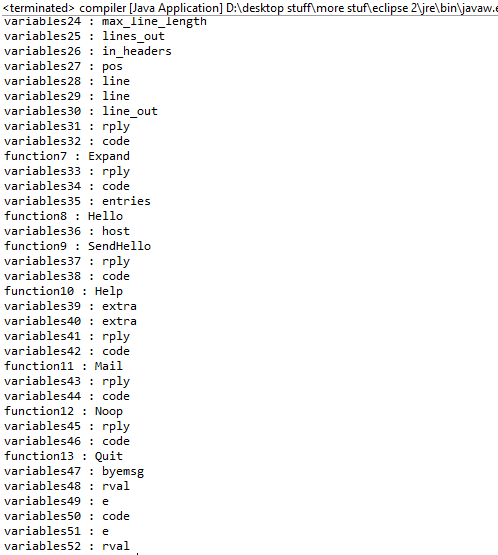 <terminated> compiler [Java Application] D:\desktop stuff\more stuf\eclipse 2\jre\bin\javaw.e
variables24 : max_line_length
variables25 : lines_out
variables26 : in_headers
variables27 : pos
variables28 : line
variables29 : line
variables30 : line_out
variables31 : rply
variables32 : code
function7 : Expand
variables33 : rply
variables34 : code
variables35 : entries
function8 : Hello
variables36 : host
function9 : SendHello
variables37 : rply
variables38 : code
function10 : Help
variables39 : extra
variables40 : extra
variables41 : rply
variables42 : code
function11 : Mail
variables43 : rply
variables44 : code
function12 : Noop
variables45 : rply
variables46 : code
function13 : Quit
variables47 : byemsg
variables48 : rval
variables49 : e
variables50 : code
variables51 : e
variables52 : rval